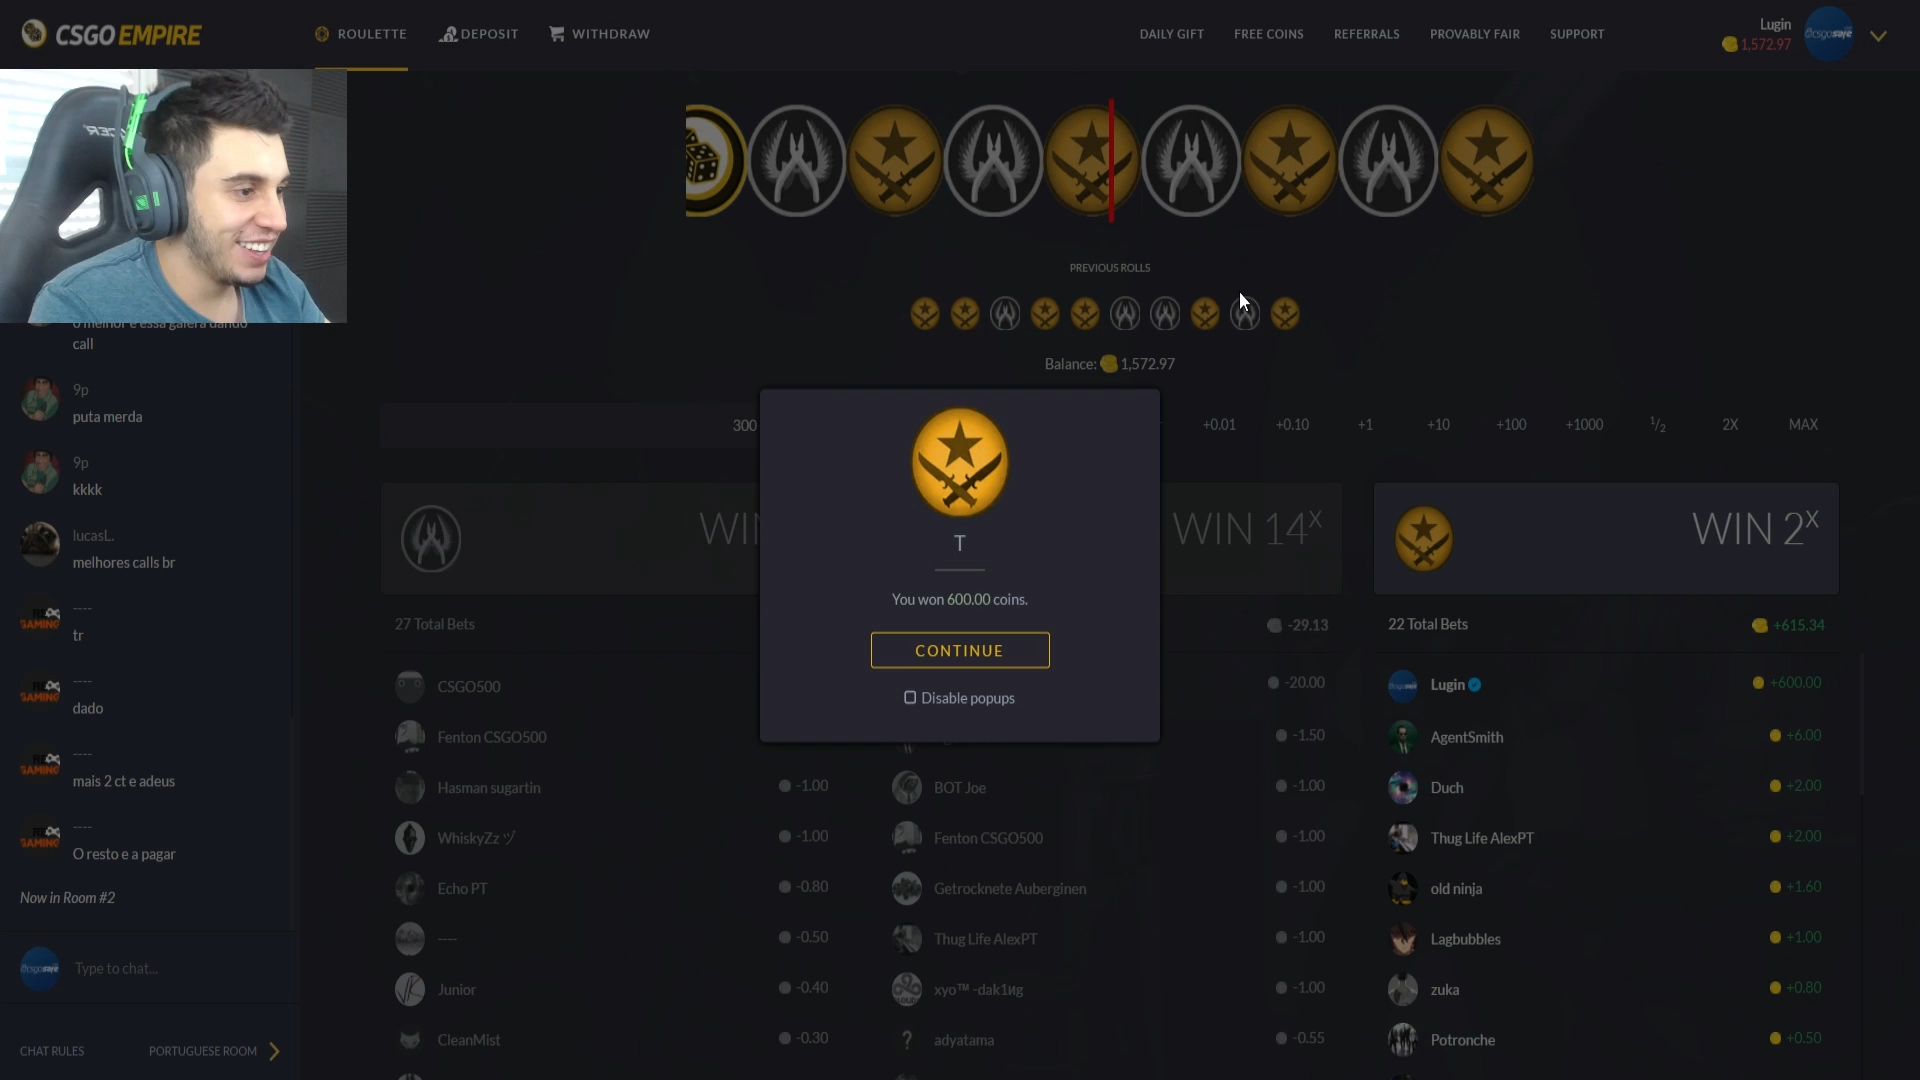 CSGOEMPIRE
ROULETTE
DEPOSIT
WITHDRAW
DAILY GIFT
FREE COINS
REFERRALS
PROVABLY FAIR
SUPPORT
Lugin
1,572.97
PREVIOUS ROLLS
Balance: 1,572.97
300
+0.01
+0.10
+1
+10
+100
+1000
1/2
2X
MAX
o melhor é essa galera dando
call
9p
puta merda
9p
kkkk
lucasL.
melhores calls br
----
tr
----
dado
----
mais 2 ct e adeus
----
O resto e a pagar
Now in Room #2
Type to chat...
CHAT RULES
PORTUGUESE ROOM
T
You won 600.00 coins.
CONTINUE
Disable popups
WIN 14X
WIN 2X
27 Total Bets
CSGO500
Fenton CSGO500
Hasman sugartin -1.00
WhiskyZz ヅ -1.00
Echo PT -0.80
---- -0.50
Junior -0.40
CleanMist -0.30
-29.13
-20.00
-1.50
BOT Joe -1.00
Fenton CSGO500 -1.00
Getrocknete Auberginen -1.00
Thug Life AlexPT -1.00
xyo™ -dak1ng -1.00
adyatama -0.55
22 Total Bets +615.34
Lugin +600.00
AgentSmith +6.00
Duch +2.00
Thug Life AlexPT +2.00
old ninja +1.60
Lagbubbles +1.00
zuka +0.80
Potronche +0.50